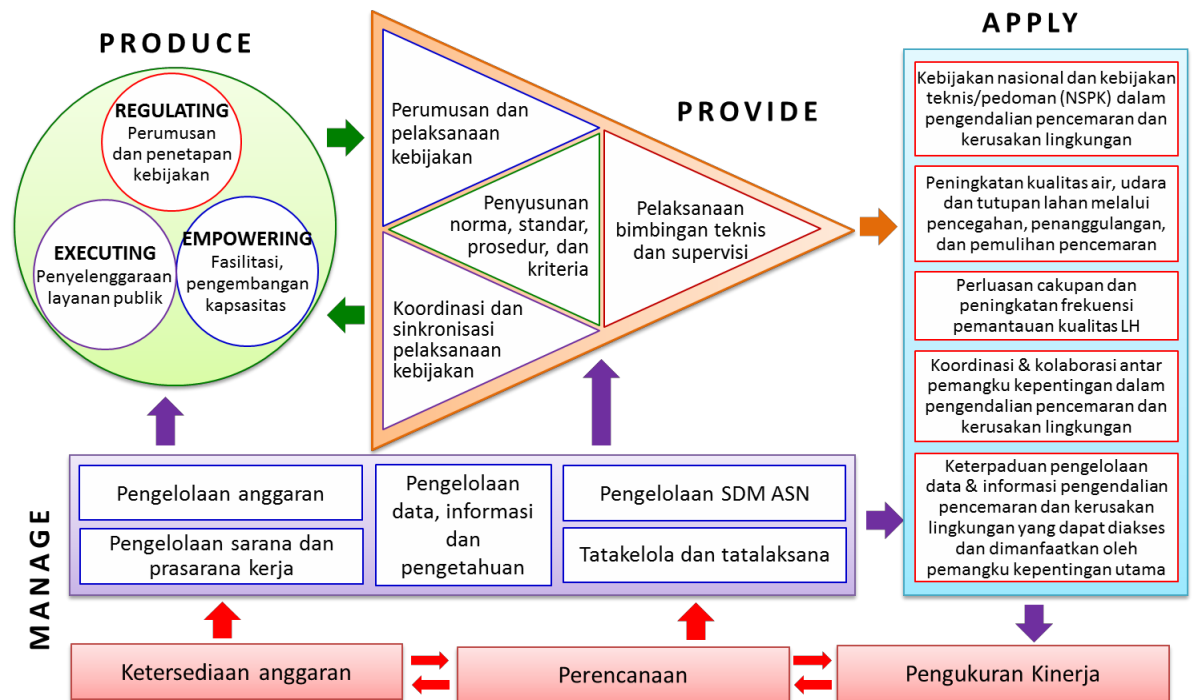 PRODUCE
REGULATING
Perumusan
dan penetapan
kebijakan
EXECUTING
Penyelenggaraan
layanan publik
EMPOWERING
Fasilitasi,
pengembangan
kapsasitas
PROVIDE
Perumusan dan
pelaksanaan
kebijakan
Penyusunan
norma, standar,
prosedur, dan
kriteria
Koordinasi dan
sinkronisasi
pelaksanaan
kebijakan
Pelaksanaan
bimbingan teknis
dan supervisi
APPLY
Kebijakan nasional dan kebijakan
teknis/pedoman (NSPK) dalam
pengendalian pencemaran dan
kerusakan lingkungan
Peningkatan kualitas air, udara
dan tutupan lahan melalui
pencegahan, penanggulangan,
dan pemulihan pencemaran
Perluasan cakupan dan
peningkatan frekuensi
pemantauan kualitas LH
Koordinasi & kolaborasi antar
pemangku kepentingan dalam
pengendalian pencemaran dan
kerusakan lingkungan
Keterpaduan pengelolaan
data & informasi pengendalian
pencemaran dan kerusakan
lingkungan yang dapat diakses
dan dimanfaatkan oleh
pemangku kepentingan utama
MANAGE
Pengelolaan anggaran
Pengelolaan sarana dan
prasarana kerja
Pengelolaan
data, informasi
dan
pengetahuan
Pengelolaan SDM ASN
Tatakelola dan tatalaksana
Ketersediaan anggaran
Perencanaan
Pengukuran Kinerja